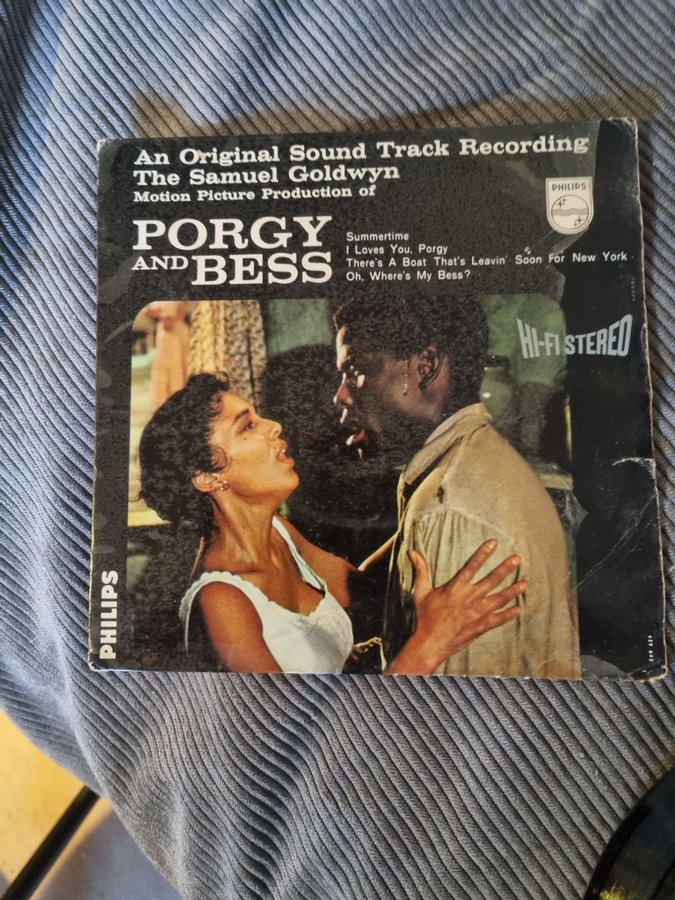 An Original Sound Track Recording
The Samuel Goldwyn
Motion Picture Production of
PORGY
AND BESS
Summertime
I Loves You, Porgy
There's A Boat That's Leavin' Soon For New York
Oh, Where's My Bess?
PHILIPS
HI-FI STEREO
PHILIPS